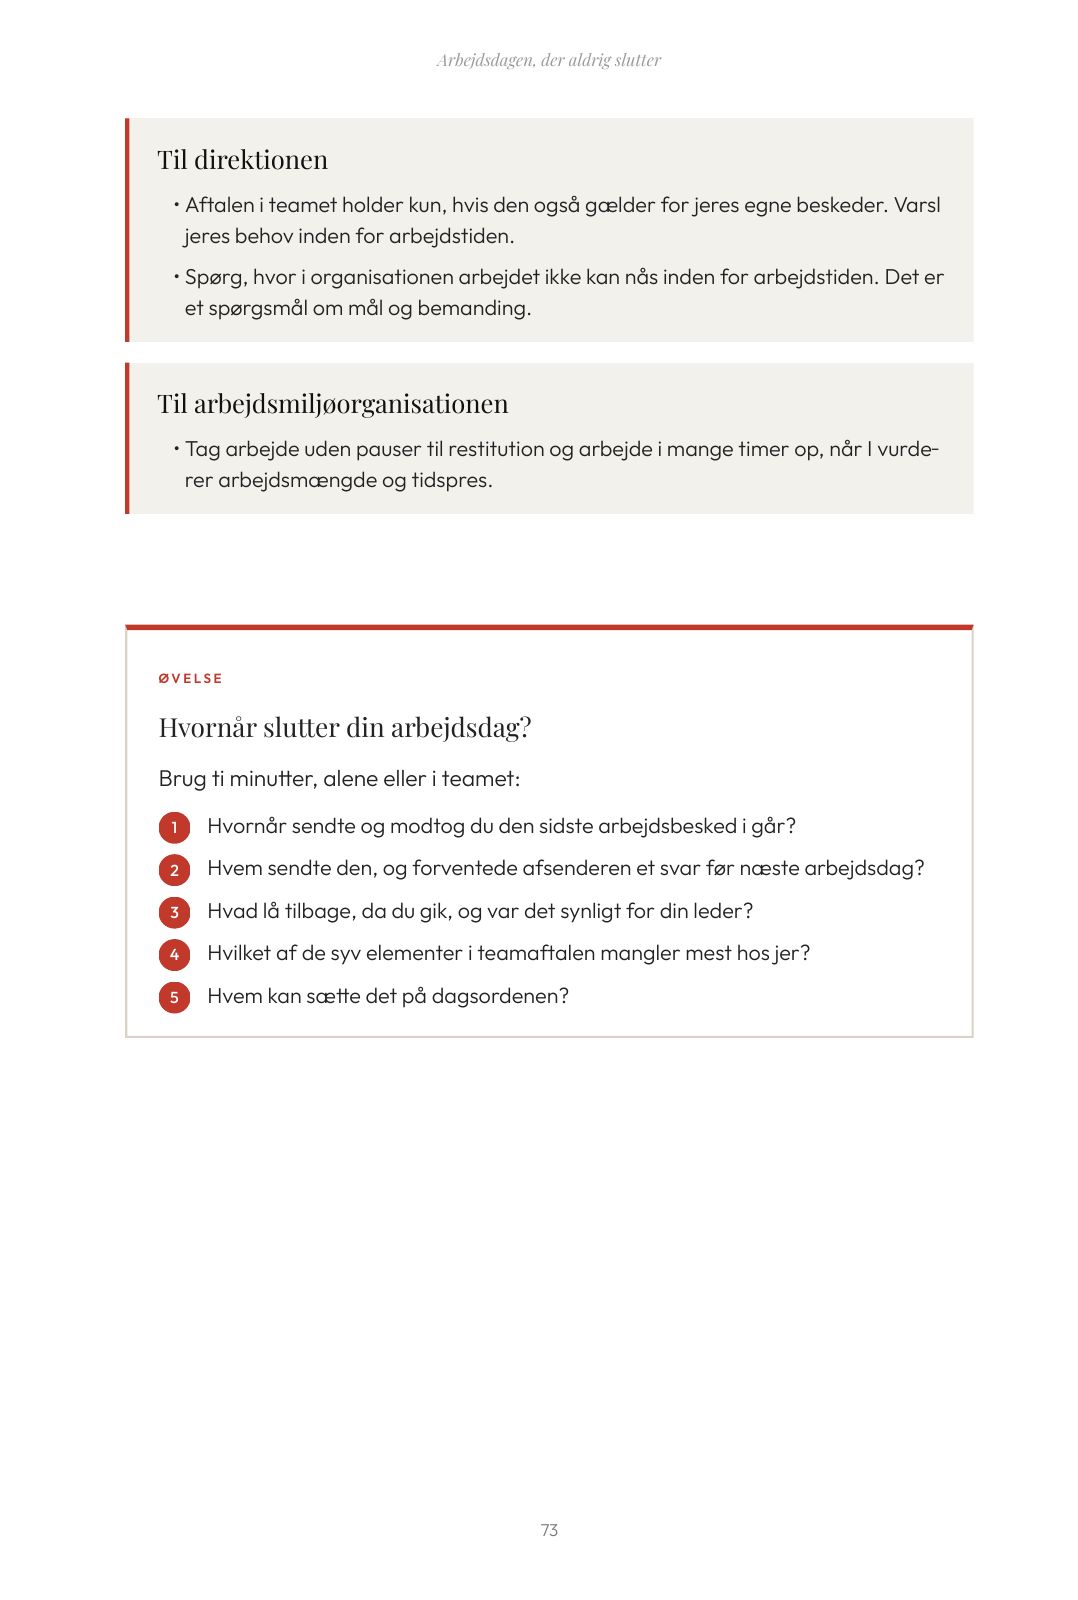 Arbejdsdagen, der aldrig slutter
Til direktionen
• Aftalen i teamet holder kun, hvis den også gælder for jeres egne beskeder. Varsl
jeres behov inden for arbejdstiden.
• Spørg, hvor i organisationen arbejdet ikke kan nås inden for arbejdstiden. Det er
et spørgsmål om mål og bemanding.
Til arbejdsmiljøorganisationen
• Tag arbejde uden pauser til restitution og arbejde i mange timer op, når I vurde-
rer arbejdsmængde og tidspres.
ØVELSE
Hvornår slutter din arbejdsdag?
Brug ti minutter, alene eller i teamet:
1 Hvornår sendte og modtog du den sidste arbejdsbesked i går?
2 Hvem sendte den, og forventede afsenderen et svar før næste arbejdsdag?
3 Hvad lå tilbage, da du gik, og var det synligt for din leder?
4 Hvilket af de syv elementer i teamaftalen mangler mest hos jer?
5 Hvem kan sætte det på dagsordenen?
73